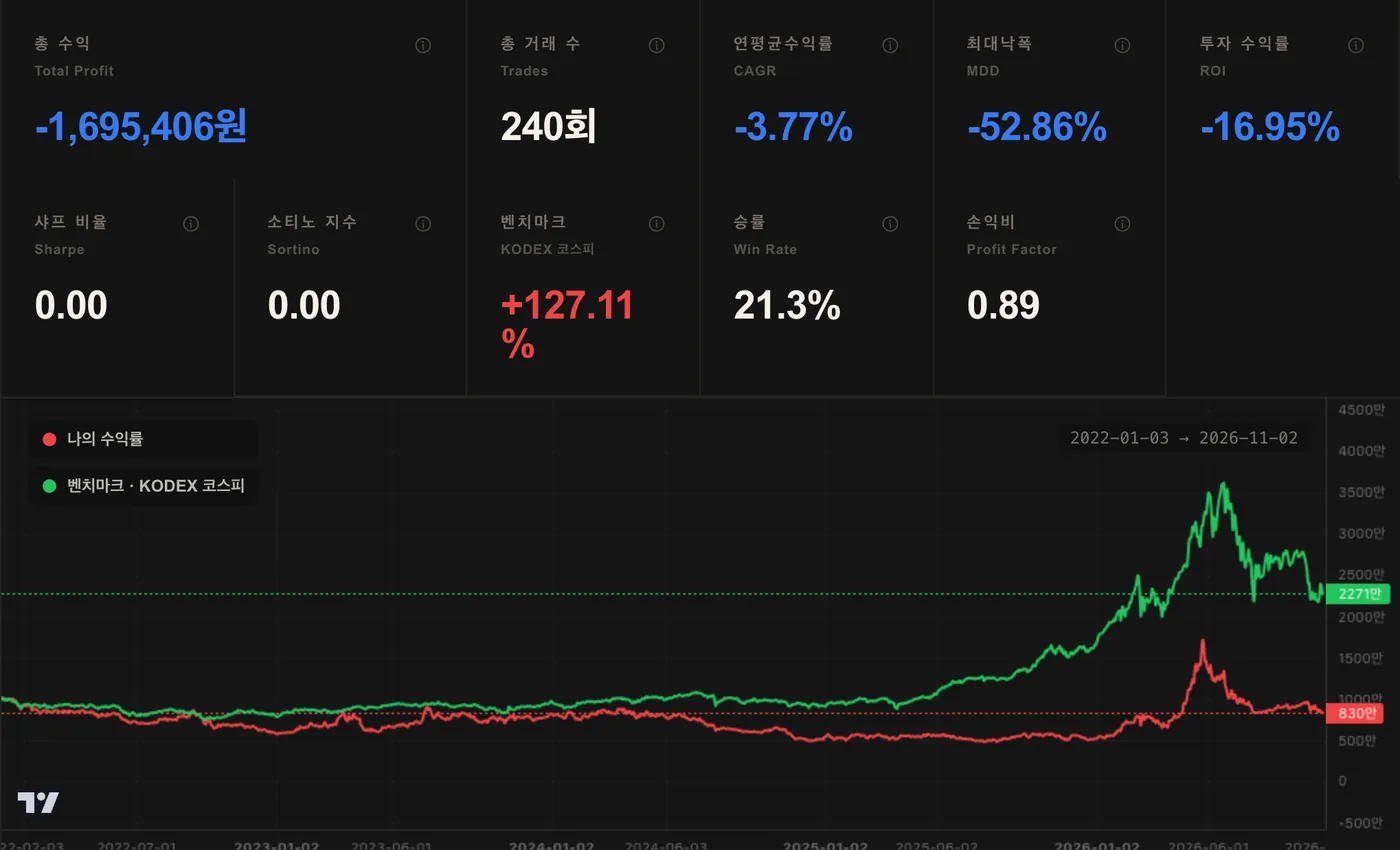 총 수익
Total Profit
-1,695,406원
총 거래 수
Trades
240회
연평균수익률
CAGR
-3.77%
최대낙폭
MDD
-52.86%
투자 수익률
ROI
-16.95%
샤프 비율
Sharpe
0.00
소티노 지수
Sortino
0.00
벤치마크
KODEX 코스피
+127.11
%
승률
Win Rate
21.3%
손익비
Profit Factor
0.89
나의 수익률
벤치마크 · KODEX 코스피
2022-01-03 → 2026-11-02
4500만
4000만
3500만
3000만
2500만
2271만
2000만
1500만
1000만
830만
500만
0
-500만
2022-07-01
2023-01-02
2023-06-01
2024-01-02
2024-06-03
2025-01-02
2025-06-02
2026-01-02
2026-06-01